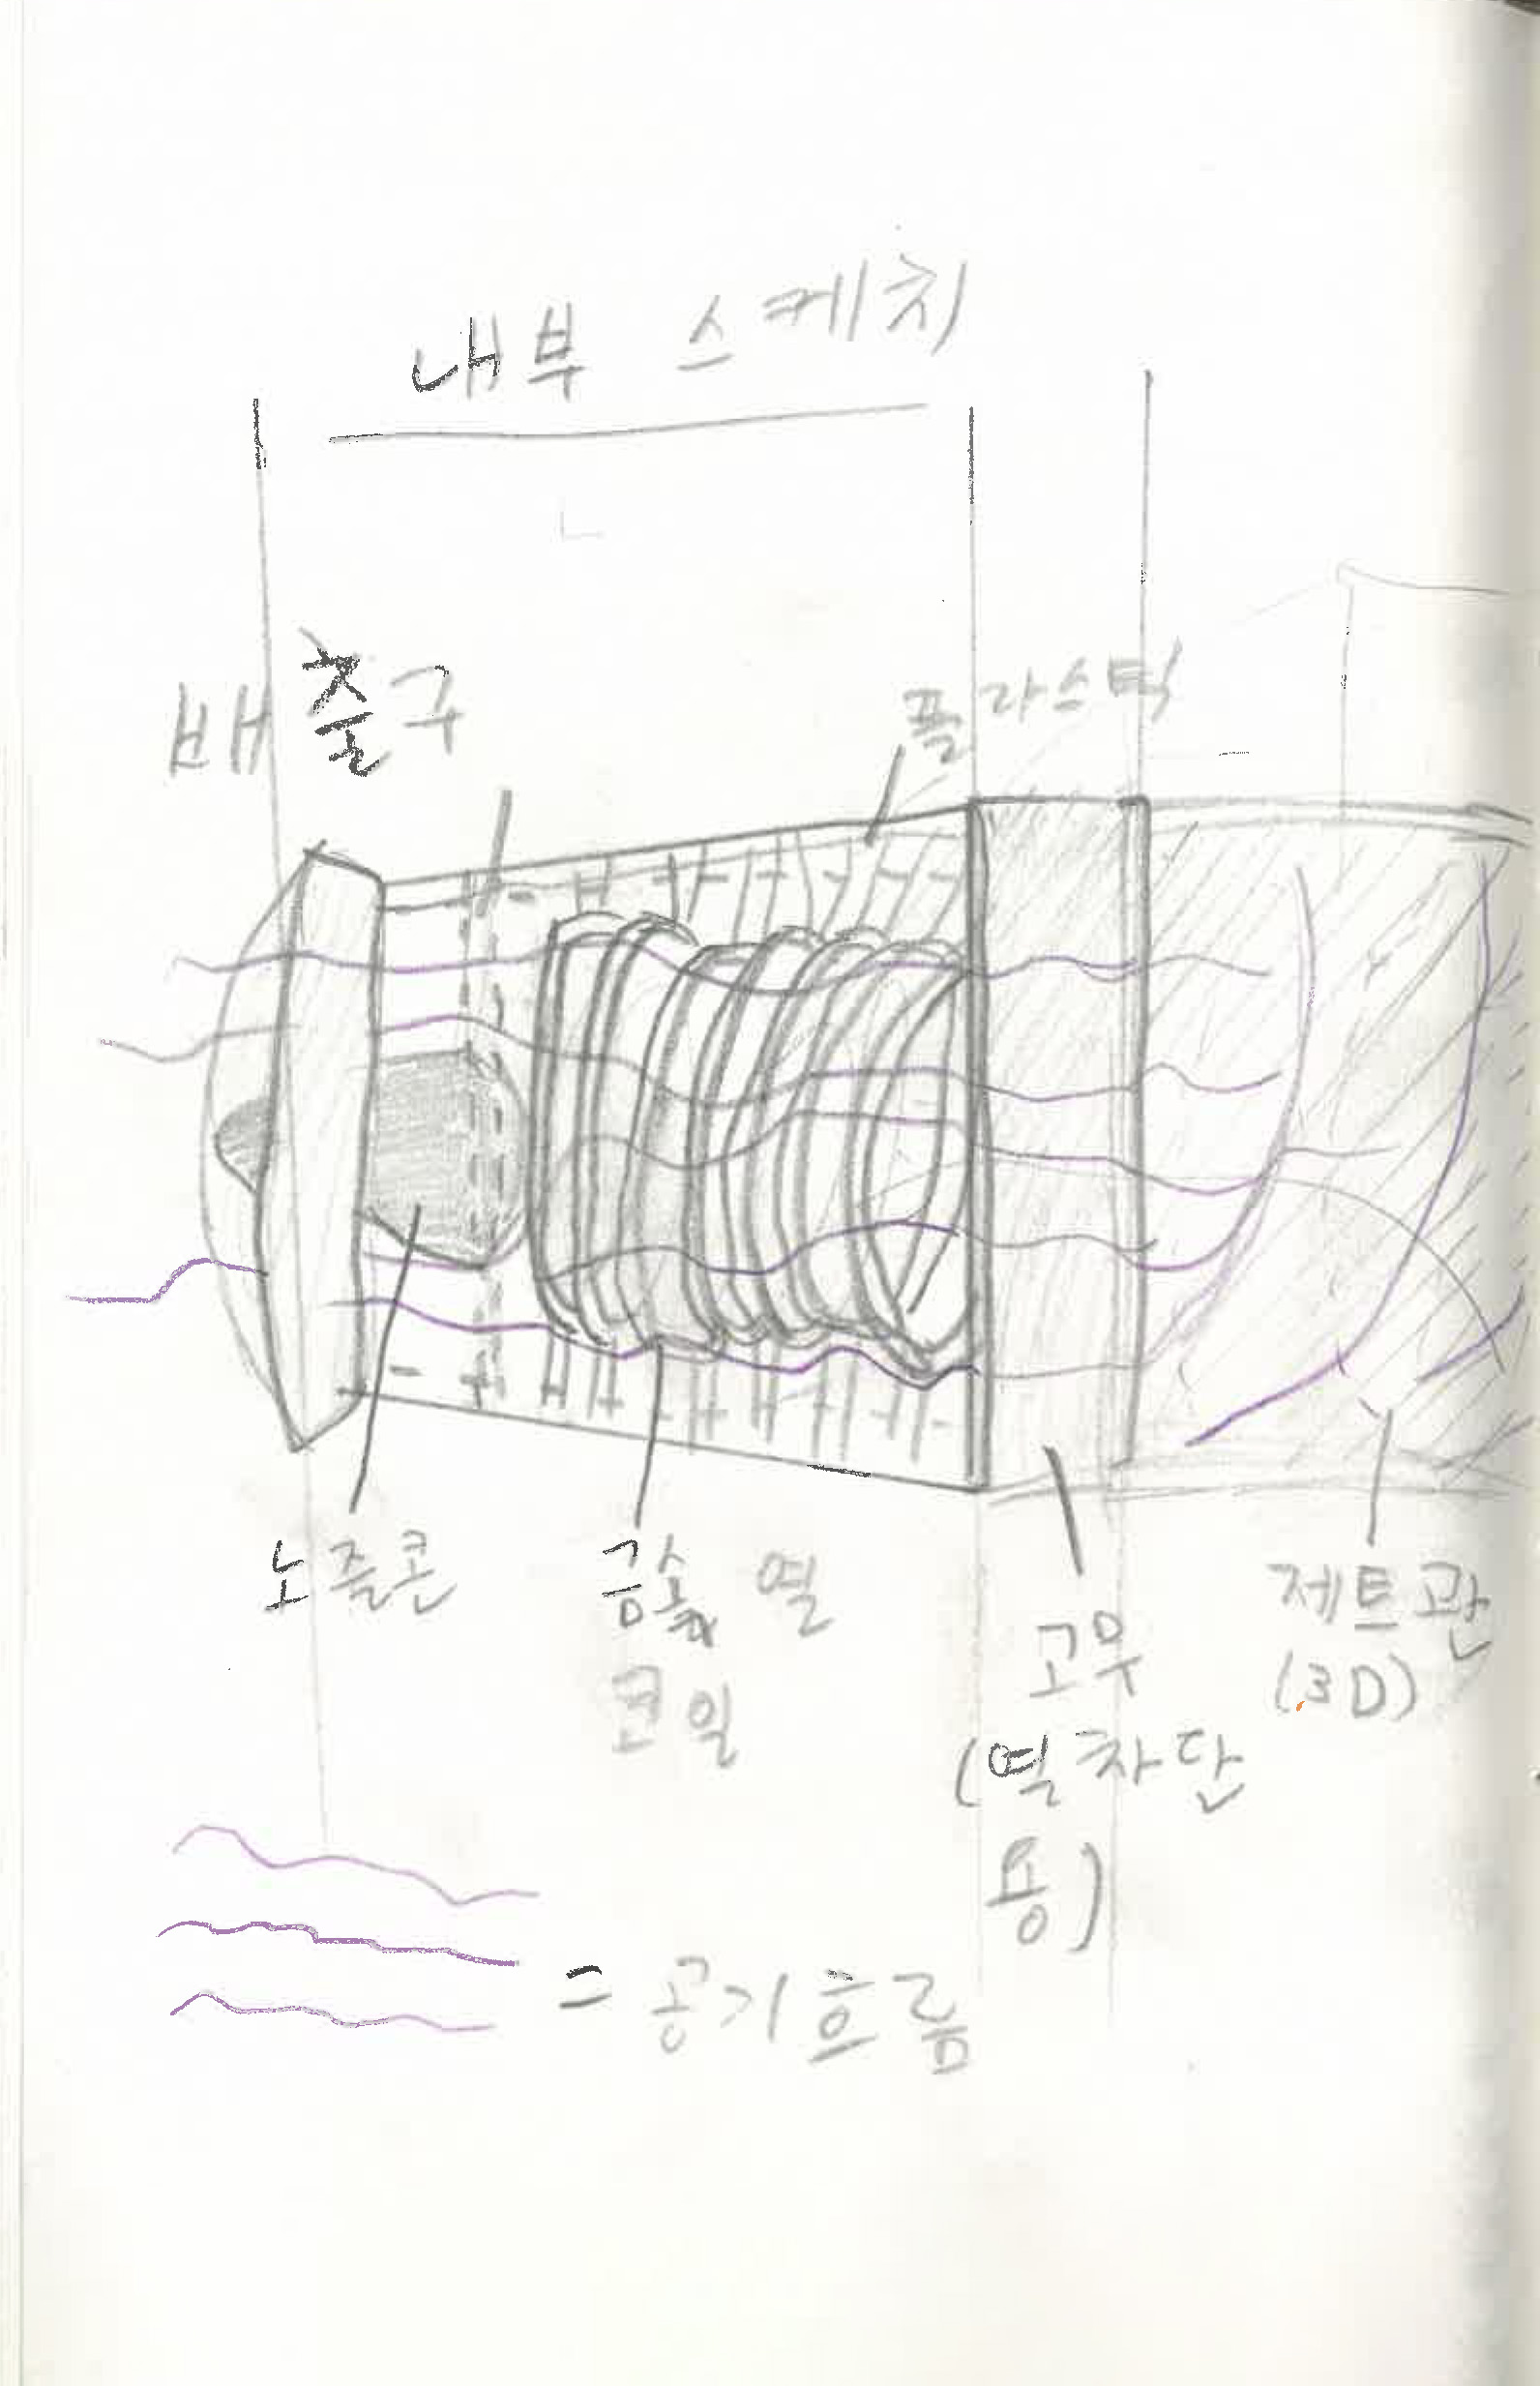 내부 스케치
배출구
플라스틱
노즐콘
금속 열
코일
고무
(열차단
용)
제트관
(3D)
= 공기흐름